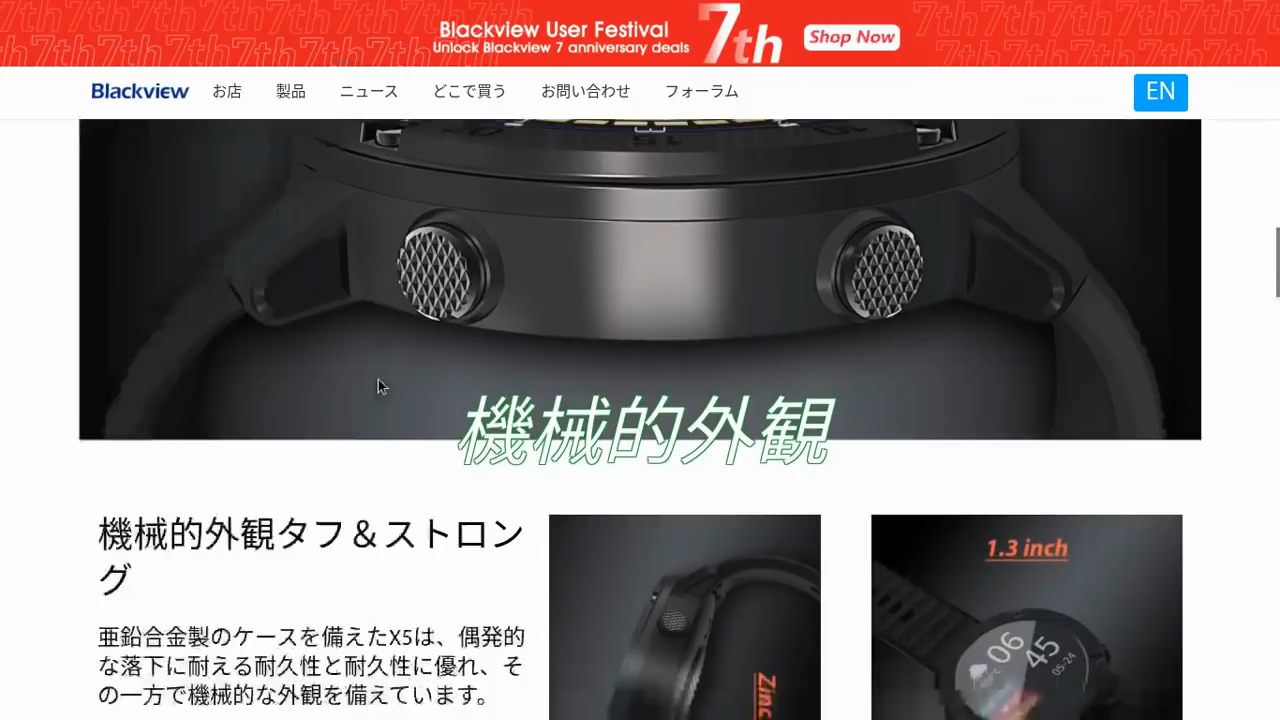 Blackview User Festival
Unlock Blackview 7 anniversary deals
7th
Shop Now
Blackview お店 製品 ニュース どこで買う お問い合わせ フォーラム EN
機械的外観
機械的外観タフ＆ストロン
グ
亜鉛合金製のケースを備えたX5は、偶発的
な落下に耐える耐久性と耐久性に優れ、そ
の一方で機械的な外観を備えています。
Zinc
1.3 inch
06
45
05-24